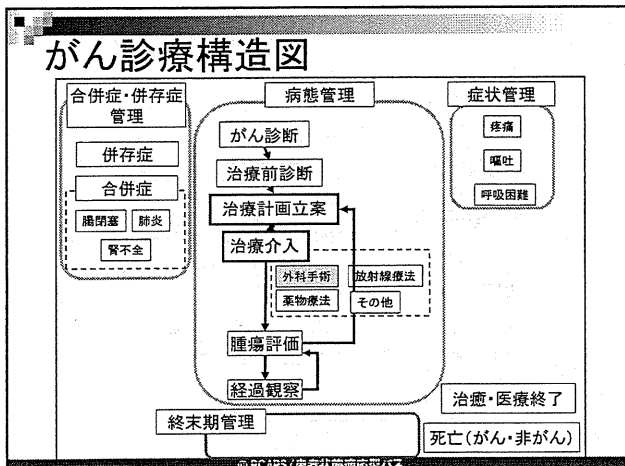 がん診療構造図
合併症・併存症
管理
併存症
合併症
腸閉塞
肺炎
腎不全
病態管理
がん診断
治療前診断
治療計画立案
治療介入
外科手術
放射線療法
薬物療法
その他
腫瘍評価
経過観察
症状管理
疼痛
嘔吐
呼吸困難
終末期管理
治癒・医療終了
死亡(がん・非がん)